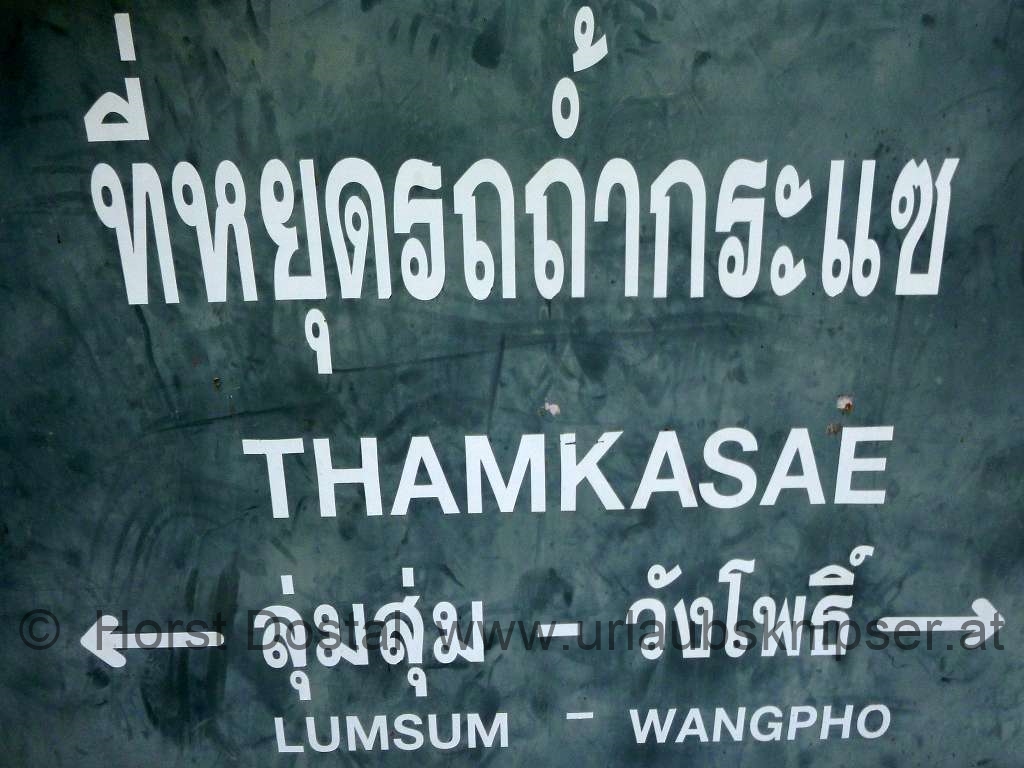 ที่หยุดรถถ้ำกระแซ
THAMKASAE
← ลุ่มสุ่ม – วังโพธิ์ →
LUMSUM – WANGPHO
© Horst Dostal www.urlaubsknipser.at